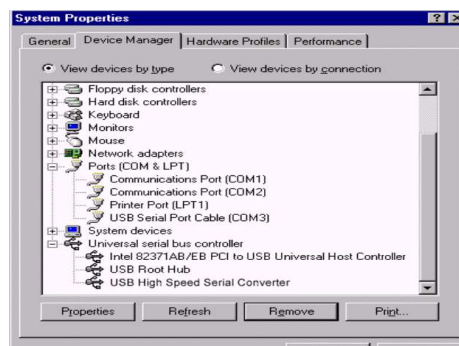 System Properties
General
Device Manager
Hardware Profiles
Performance
View devices by type
View devices by connection
Floppy disk controllers
Hard disk controllers
Keyboard
Monitors
Mouse
Network adapters
Ports (COM & LPT)
Communications Port (COM1)
Communications Port (COM2)
Printer Port (LPT1)
USB Serial Port Cable (COM3)
System devices
Universal serial bus controller
Intel 82371AB/EB PCI to USB Universal Host Controller
USB Root Hub
USB High Speed Serial Converter
Properties
Refresh
Remove
Print...